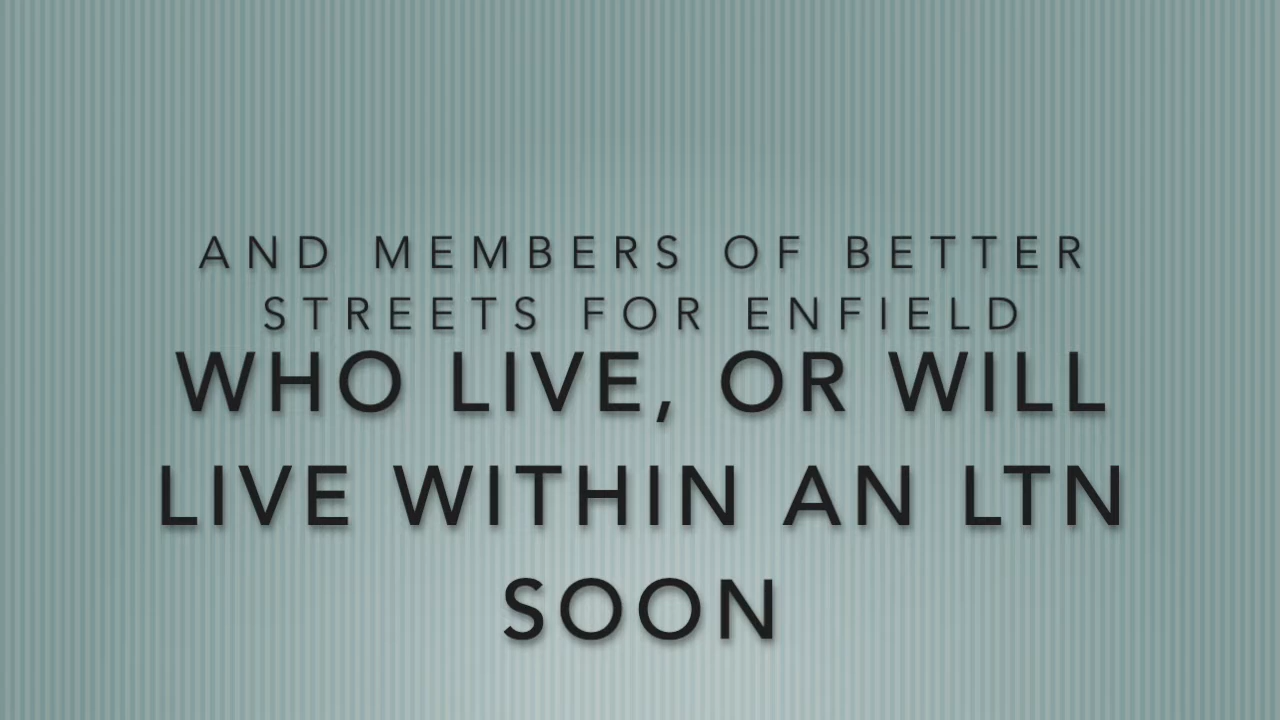 AND MEMBERS OF BETTER
STREETS FOR ENFIELD
WHO LIVE, OR WILL
LIVE WITHIN AN LTN
SOON